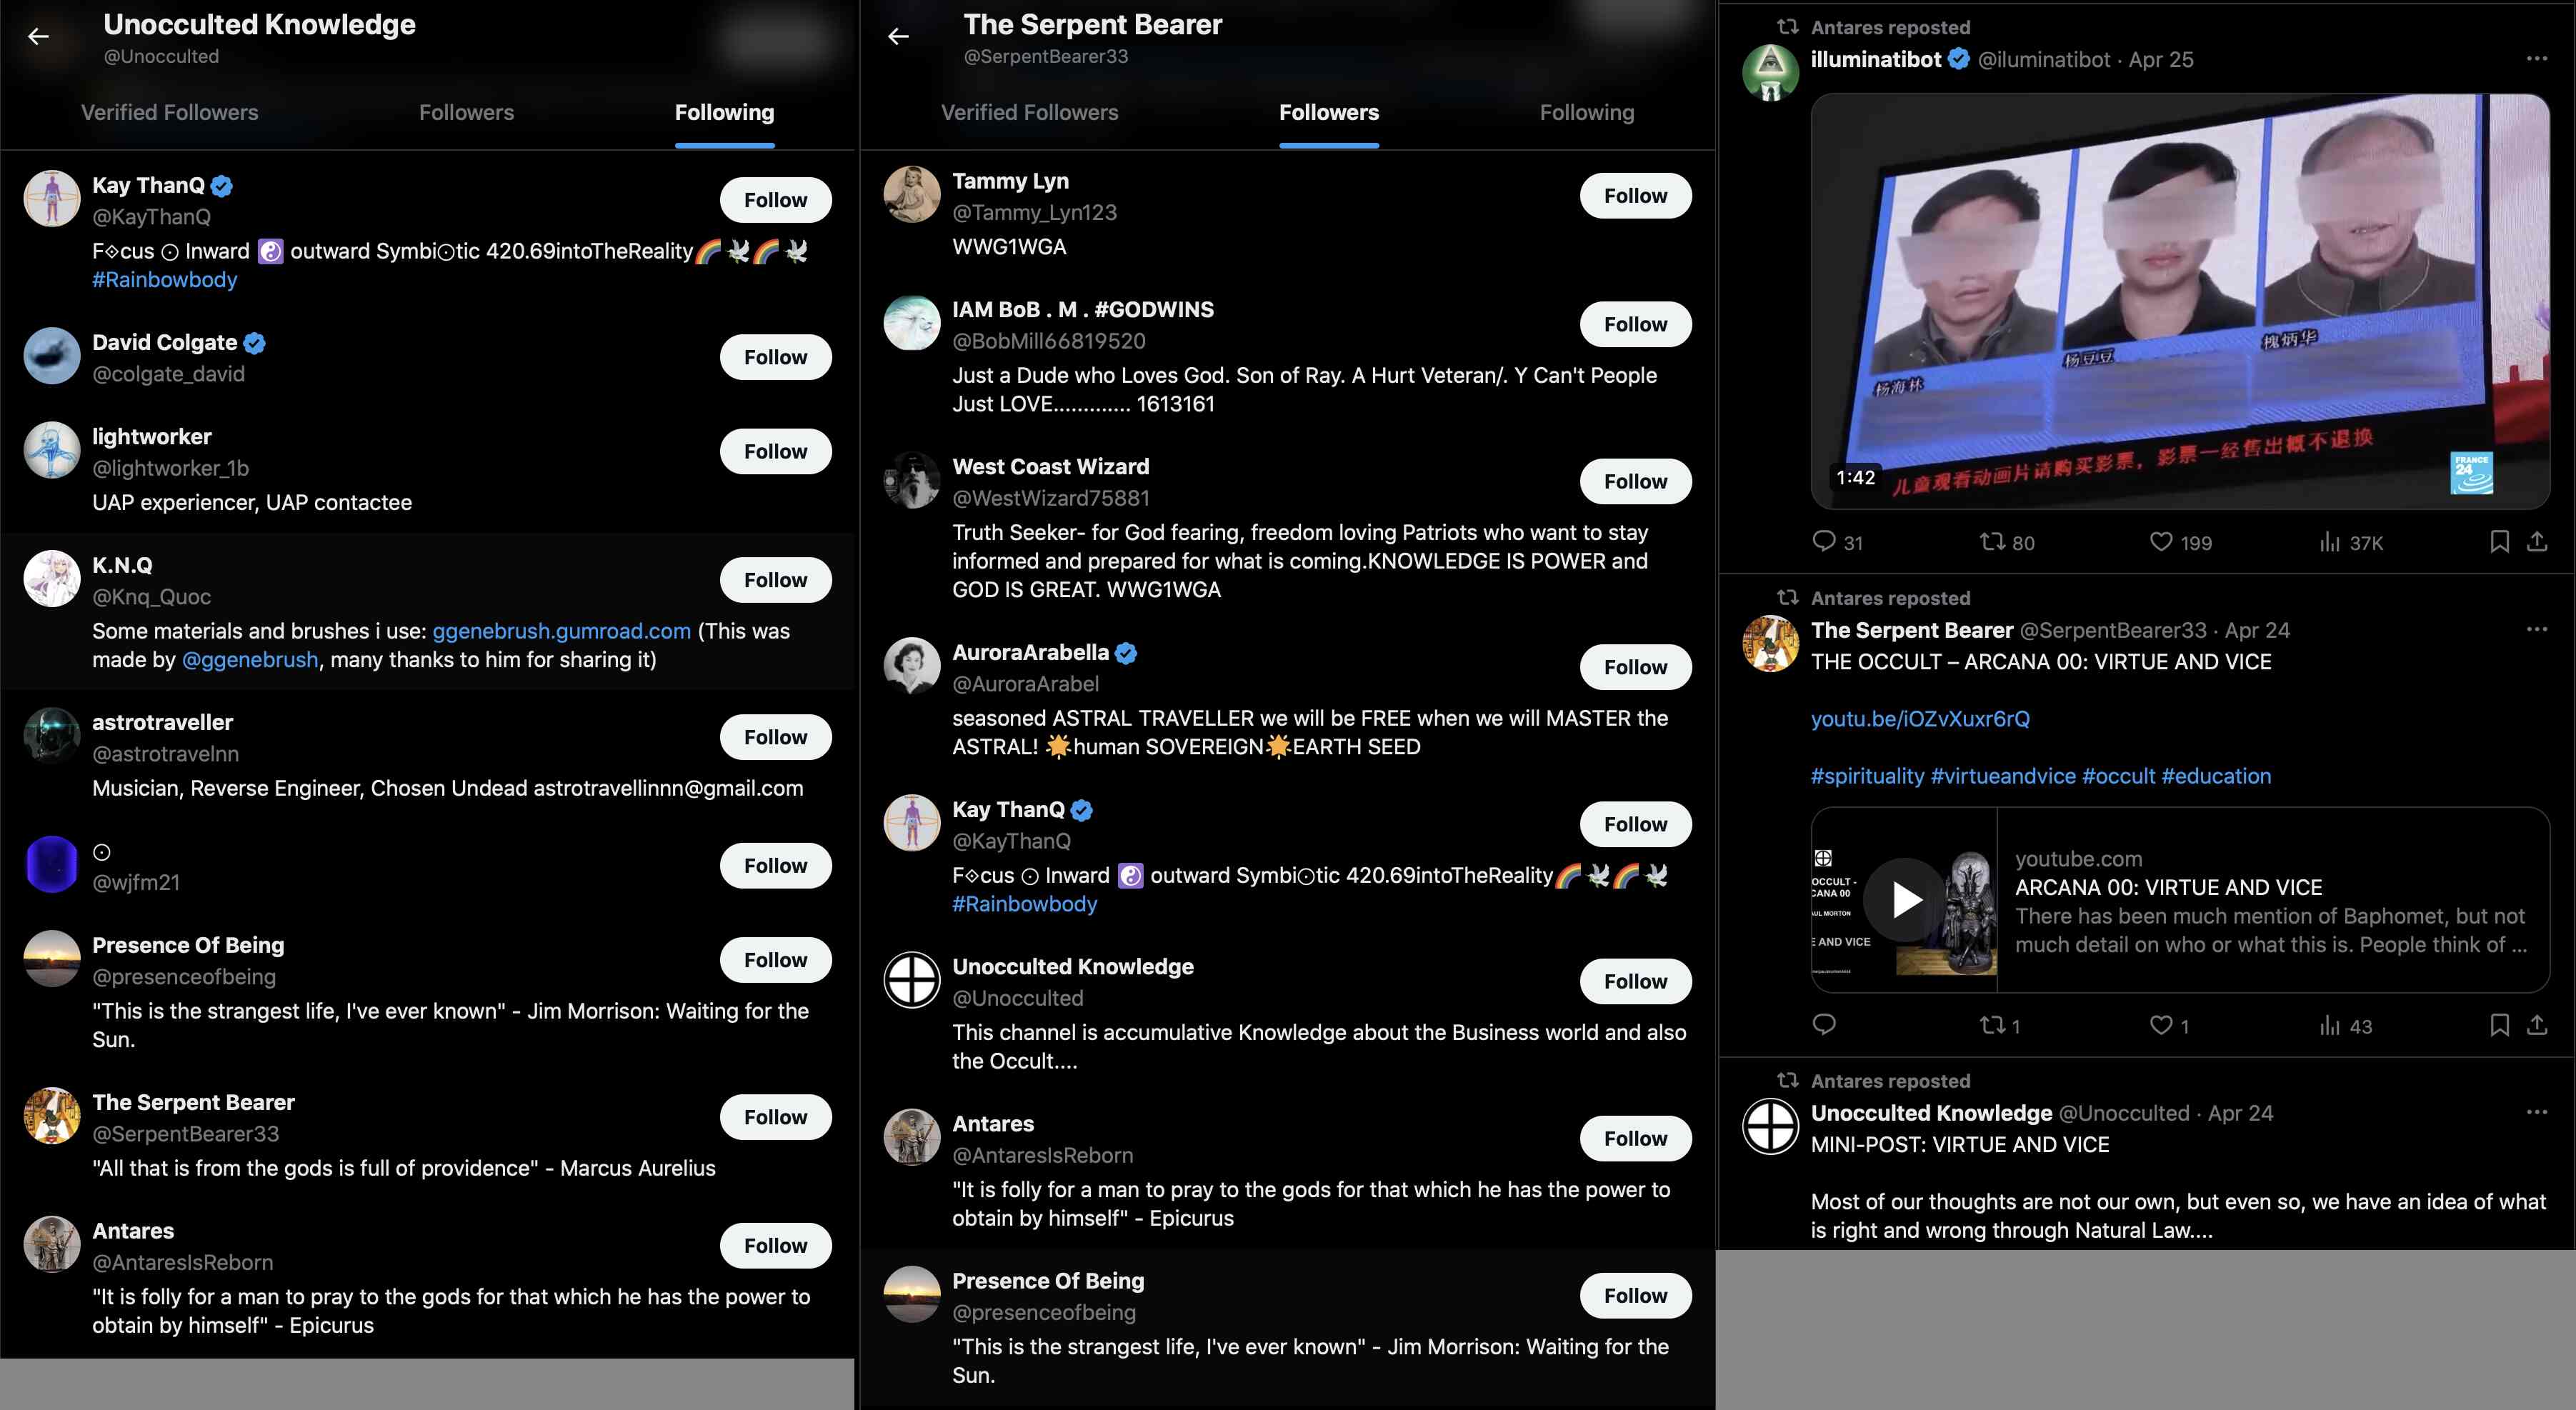 Unocculted Knowledge
@Unocculted
Verified Followers
Followers
Following
Kay ThanQ
@KayThanQ
Follow
F⟐cus ⊙ Inward ☯️ outward Symbi⊙tic 420.69intoTheReality🌈🕊️🌈🕊️
#Rainbowbody
David Colgate
@colgate_david
Follow
lightworker
@lightworker_1b
Follow
UAP experiencer, UAP contactee
K.N.Q
@Knq_Quoc
Follow
Some materials and brushes i use: ggenebrush.gumroad.com (This was
made by @ggenebrush, many thanks to him for sharing it)
astrotraveller
@astrotravelnn
Follow
Musician, Reverse Engineer, Chosen Undead astrotravellinnn@gmail.com
⊙
@wjfm21
Follow
Presence Of Being
@presenceofbeing
Follow
"This is the strangest life, I've ever known" - Jim Morrison: Waiting for the
Sun.
The Serpent Bearer
@SerpentBearer33
Follow
"All that is from the gods is full of providence" - Marcus Aurelius
Antares
@AntaresIsReborn
Follow
"It is folly for a man to pray to the gods for that which he has the power to
obtain by himself" - Epicurus
The Serpent Bearer
@SerpentBearer33
Verified Followers
Followers
Following
Tammy Lyn
@Tammy_Lyn123
Follow
WWG1WGA
IAM BoB . M . #GODWINS
@BobMill66819520
Follow
Just a Dude who Loves God. Son of Ray. A Hurt Veteran/. Y Can't People
Just LOVE............. 1613161
West Coast Wizard
@WestWizard75881
Follow
Truth Seeker- for God fearing, freedom loving Patriots who want to stay
informed and prepared for what is coming.KNOWLEDGE IS POWER and
GOD IS GREAT. WWG1WGA
AuroraArabella
@AuroraArabel
Follow
seasoned ASTRAL TRAVELLER we will be FREE when we will MASTER the
ASTRAL! 🌟human SOVEREIGN🌟EARTH SEED
Kay ThanQ
@KayThanQ
Follow
F⟐cus ⊙ Inward ☯️ outward Symbi⊙tic 420.69intoTheReality🌈🕊️🌈🕊️
#Rainbowbody
Unocculted Knowledge
@Unocculted
Follow
This channel is accumulative Knowledge about the Business world and also
the Occult....
Antares
@AntaresIsReborn
Follow
"It is folly for a man to pray to the gods for that which he has the power to
obtain by himself" - Epicurus
Presence Of Being
@presenceofbeing
Follow
"This is the strangest life, I've ever known" - Jim Morrison: Waiting for the
Sun.
Antares reposted
illuminatibot @iluminatibot · Apr 25
杨海林
杨豆豆
槐炳华
儿童观看动画片请购买彩票，彩票一经售出概不退换
FRANCE
24
1:42
31 80 199 37K
Antares reposted
The Serpent Bearer @SerpentBearer33 · Apr 24
THE OCCULT – ARCANA 00: VIRTUE AND VICE
youtu.be/iOZvXuxr6rQ
#spirituality #virtueandvice #occult #education
OCCULT -
CANA 00
UL MORTON
E AND VICE
youtube.com
ARCANA 00: VIRTUE AND VICE
There has been much mention of Baphomet, but not
much detail on who or what this is. People think of ...
1 1 43
Antares reposted
Unocculted Knowledge @Unocculted · Apr 24
MINI-POST: VIRTUE AND VICE
Most of our thoughts are not our own, but even so, we have an idea of what
is right and wrong through Natural Law....